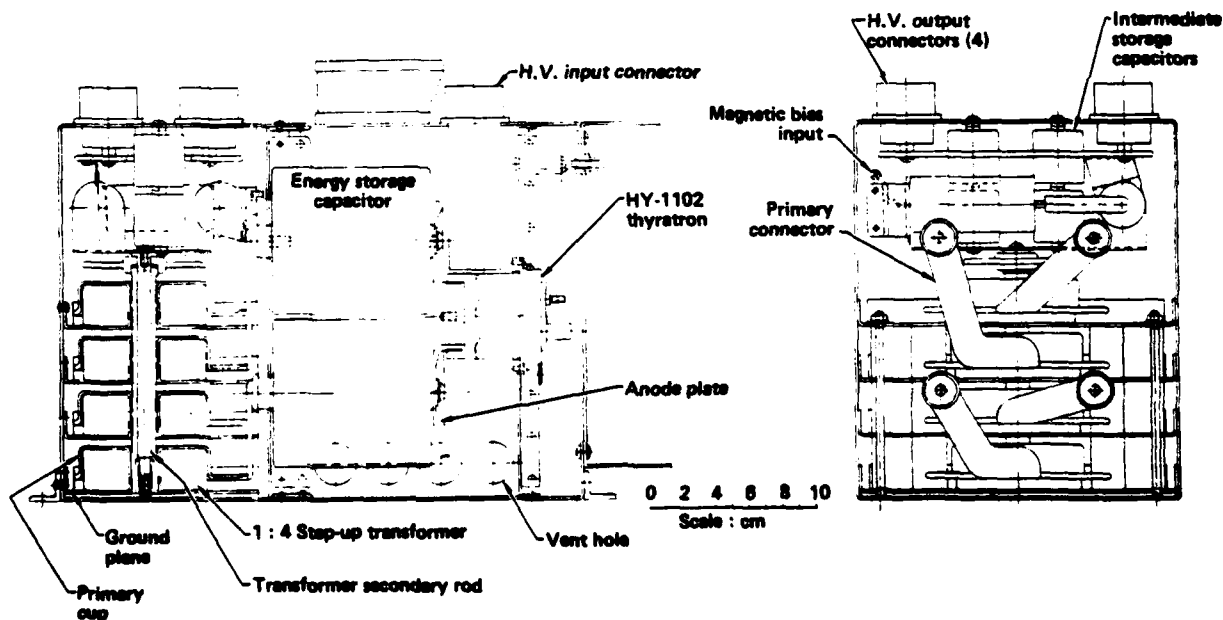 H.V. input connector
Energy storage
capacitor
HY-1102
thyratron
Anode plate
0 2 4 6 8 10
Scale : cm
Vent hole
1 : 4 Step-up transformer
Transformer secondary rod
Ground
plane
Primary
cup
H.V. output
connectors (4)
Intermediate
storage
capacitors
Magnetic bias
input
Primary
connector